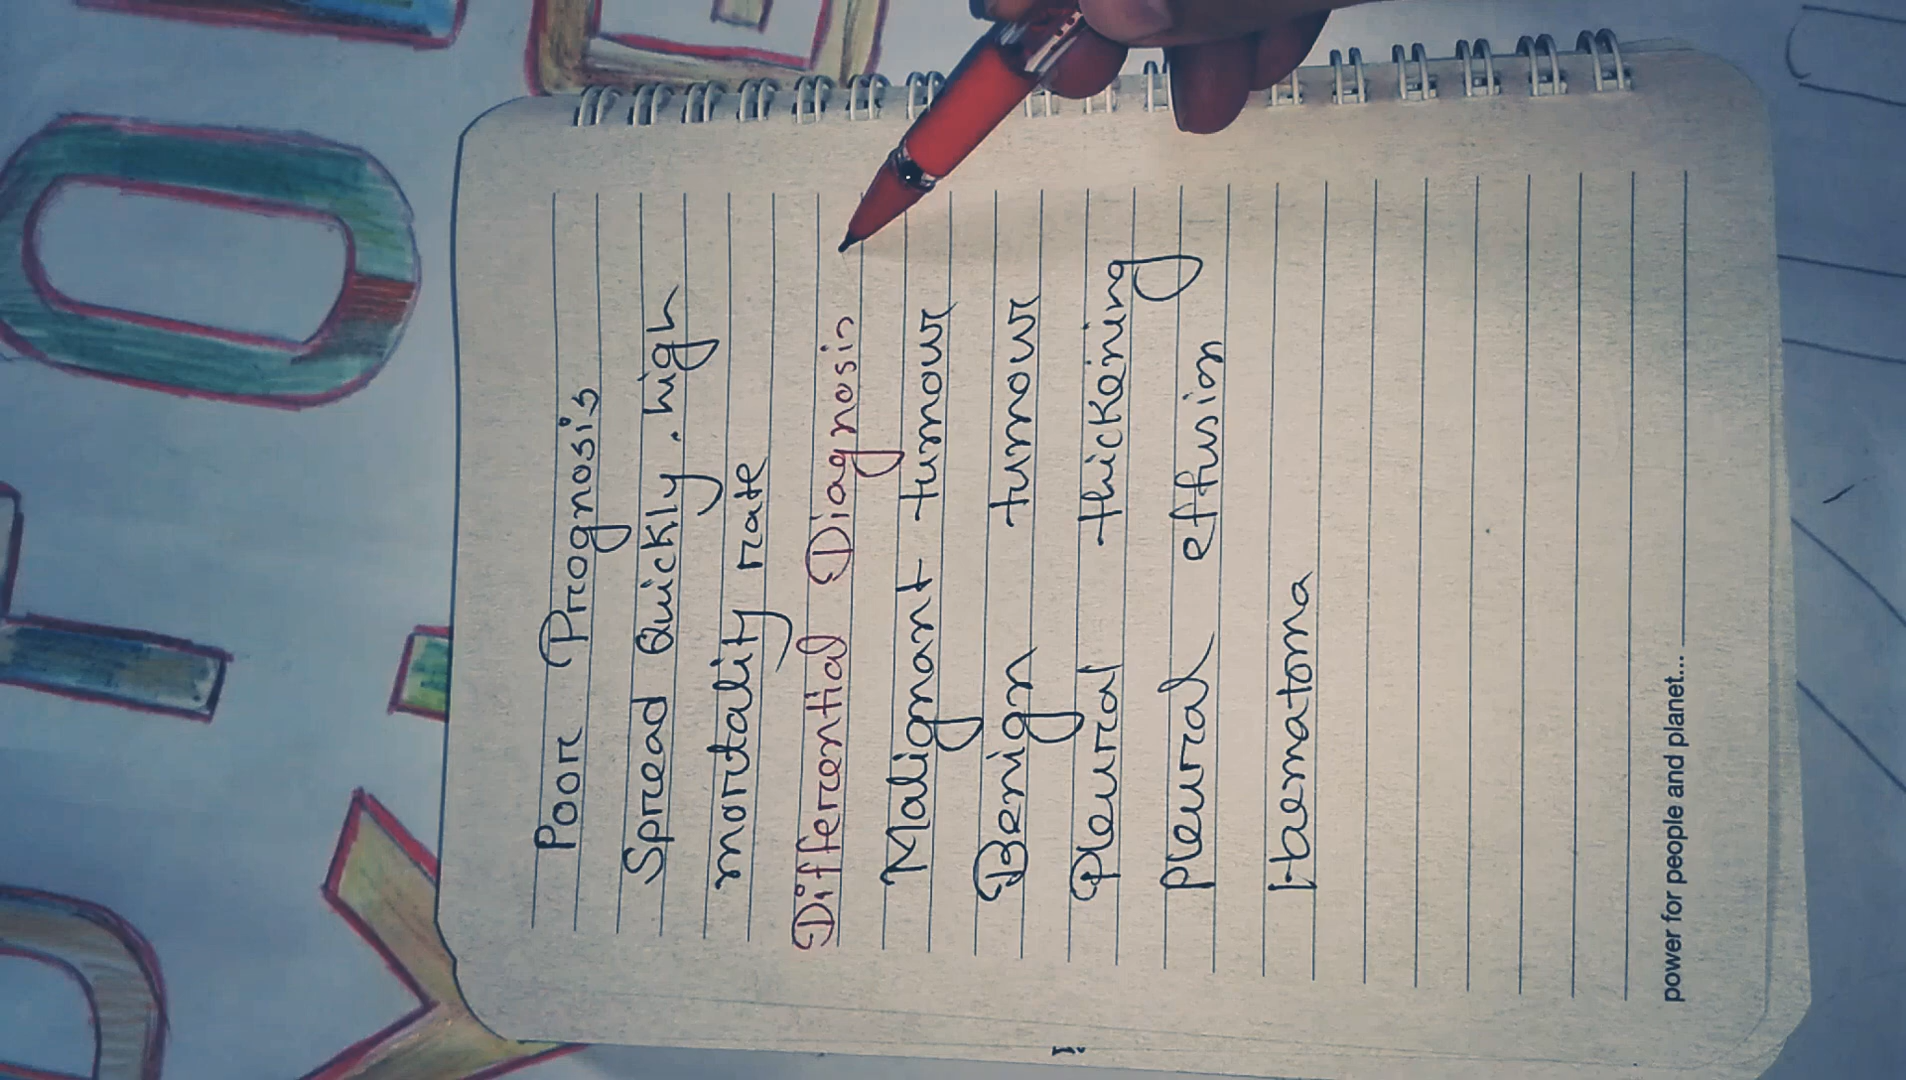 Poor Prognosis
Spread Quickly. high
mortality rate
Differential Diagnosis
Malignant tumour
Benign tumour
Pleural thickening
Pleural effusion
Haematoma
power for people and planet...